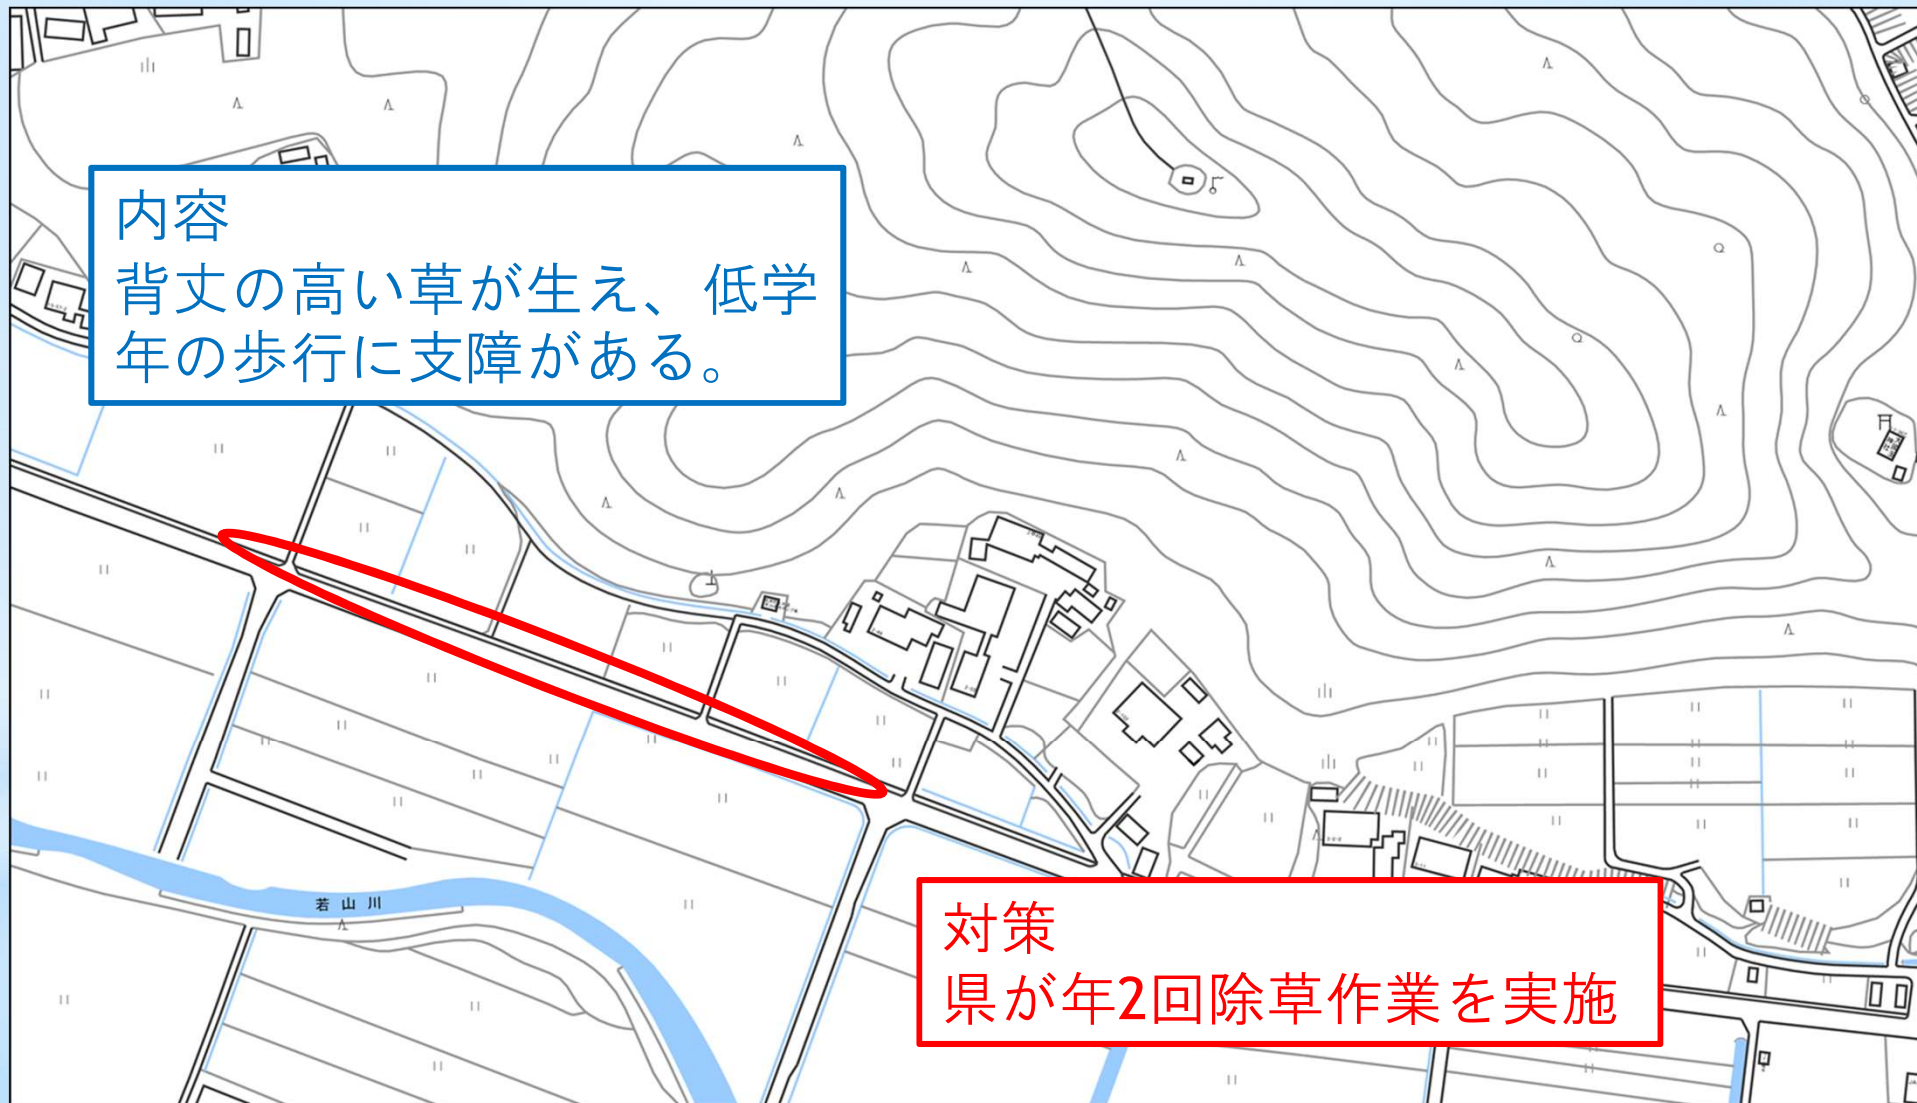 内容
背丈の高い草が生え、低学
年の歩行に支障がある。
若山川
対策
県が年2回除草作業を実施